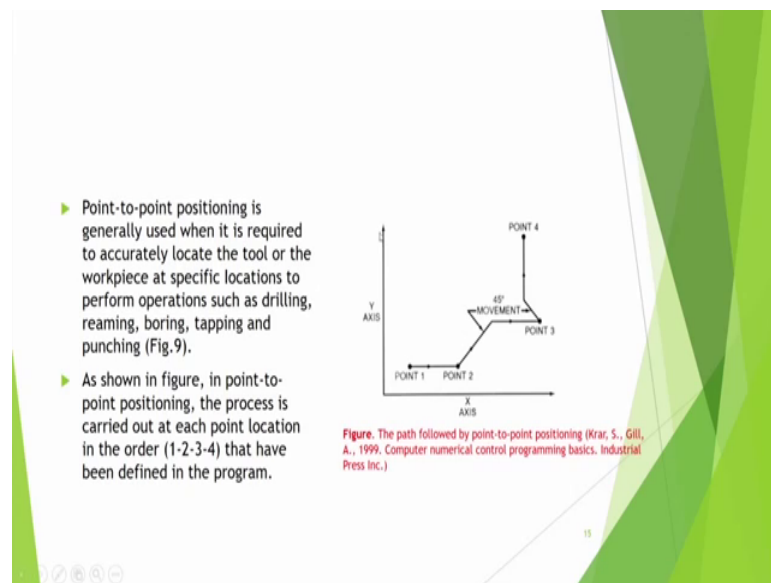 Point-to-point positioning is
generally used when it is required
to accurately locate the tool or the
workpiece at specific locations to
perform operations such as drilling,
reaming, boring, tapping and
punching (Fig.9).
As shown in figure, in point-to-
point positioning, the process is
carried out at each point location
in the order (1-2-3-4) that have
been defined in the program.
POINT 4
Y
AXIS
45°
MOVEMENT
POINT 3
POINT 1
POINT 2
X
AXIS
Figure. The path followed by point-to-point positioning (Krar, S., Gill,
A., 1999. Computer numerical control programming basics. Industrial
Press Inc.)
15